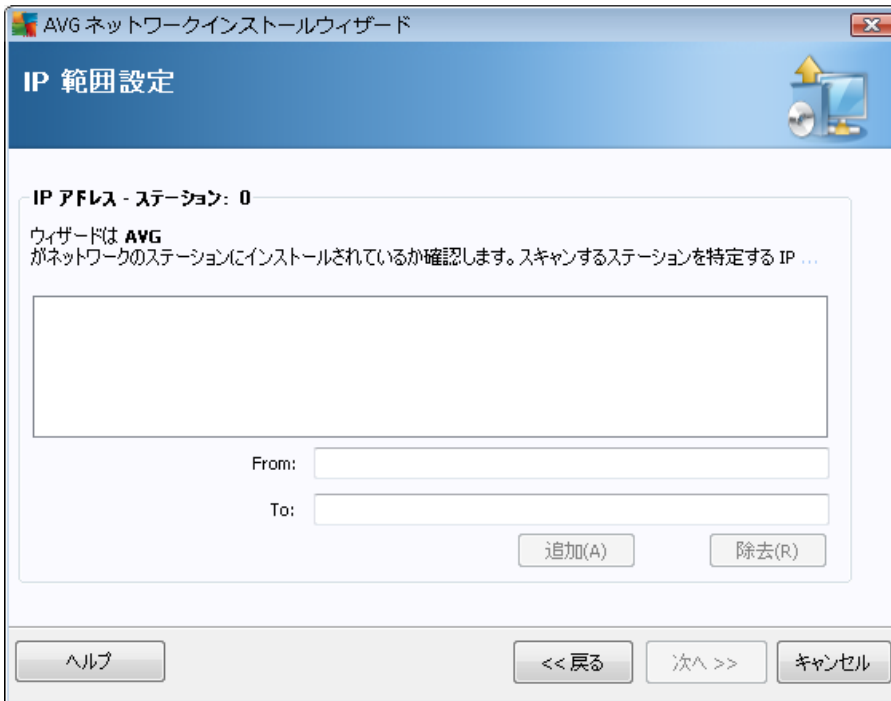 AVG ネットワークインストールウィザード
IP 範囲設定
IP アドレス - ステーション: 0
ウィザードは AVG
がネットワークのステーションにインストールされているか確認します。スキャンするステーションを特定する IP ...
From:
To:
追加(A)
除去(R)
ヘルプ
<< 戻る
次へ >>
キャンセル